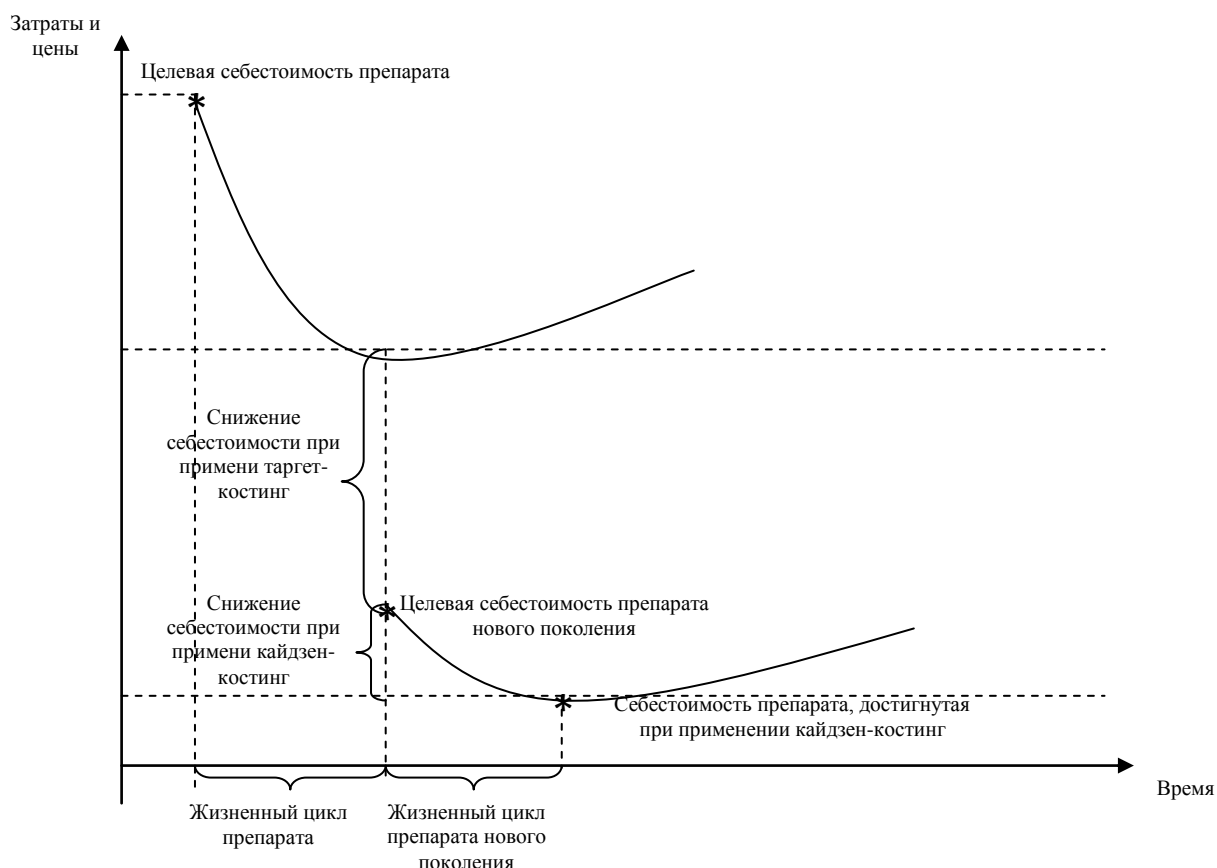 Затраты и
цены
Целевая себестоимость препарата
Снижение
себестоимости при
примени таргет-
костинг
Снижение
себестоимости при
примени кайдзен-
костинг
Целевая себестоимость препарата
нового поколения
Себестоимость препарата, достигнутая
при применении кайдзен-костинг
Время
Жизненный цикл
препарата
Жизненный цикл
препарата нового
поколения